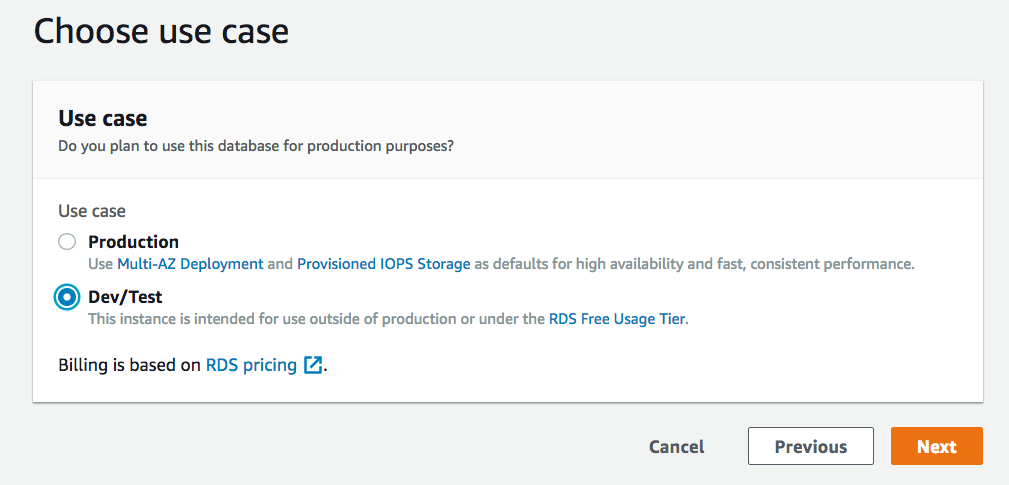 Choose use case
Use case
Do you plan to use this database for production purposes?
Use case
Production
Use Multi-AZ Deployment and Provisioned IOPS Storage as defaults for high availability and fast, consistent performance.
Dev/Test
This instance is intended for use outside of production or under the RDS Free Usage Tier.
Billing is based on RDS pricing .
Cancel Previous Next